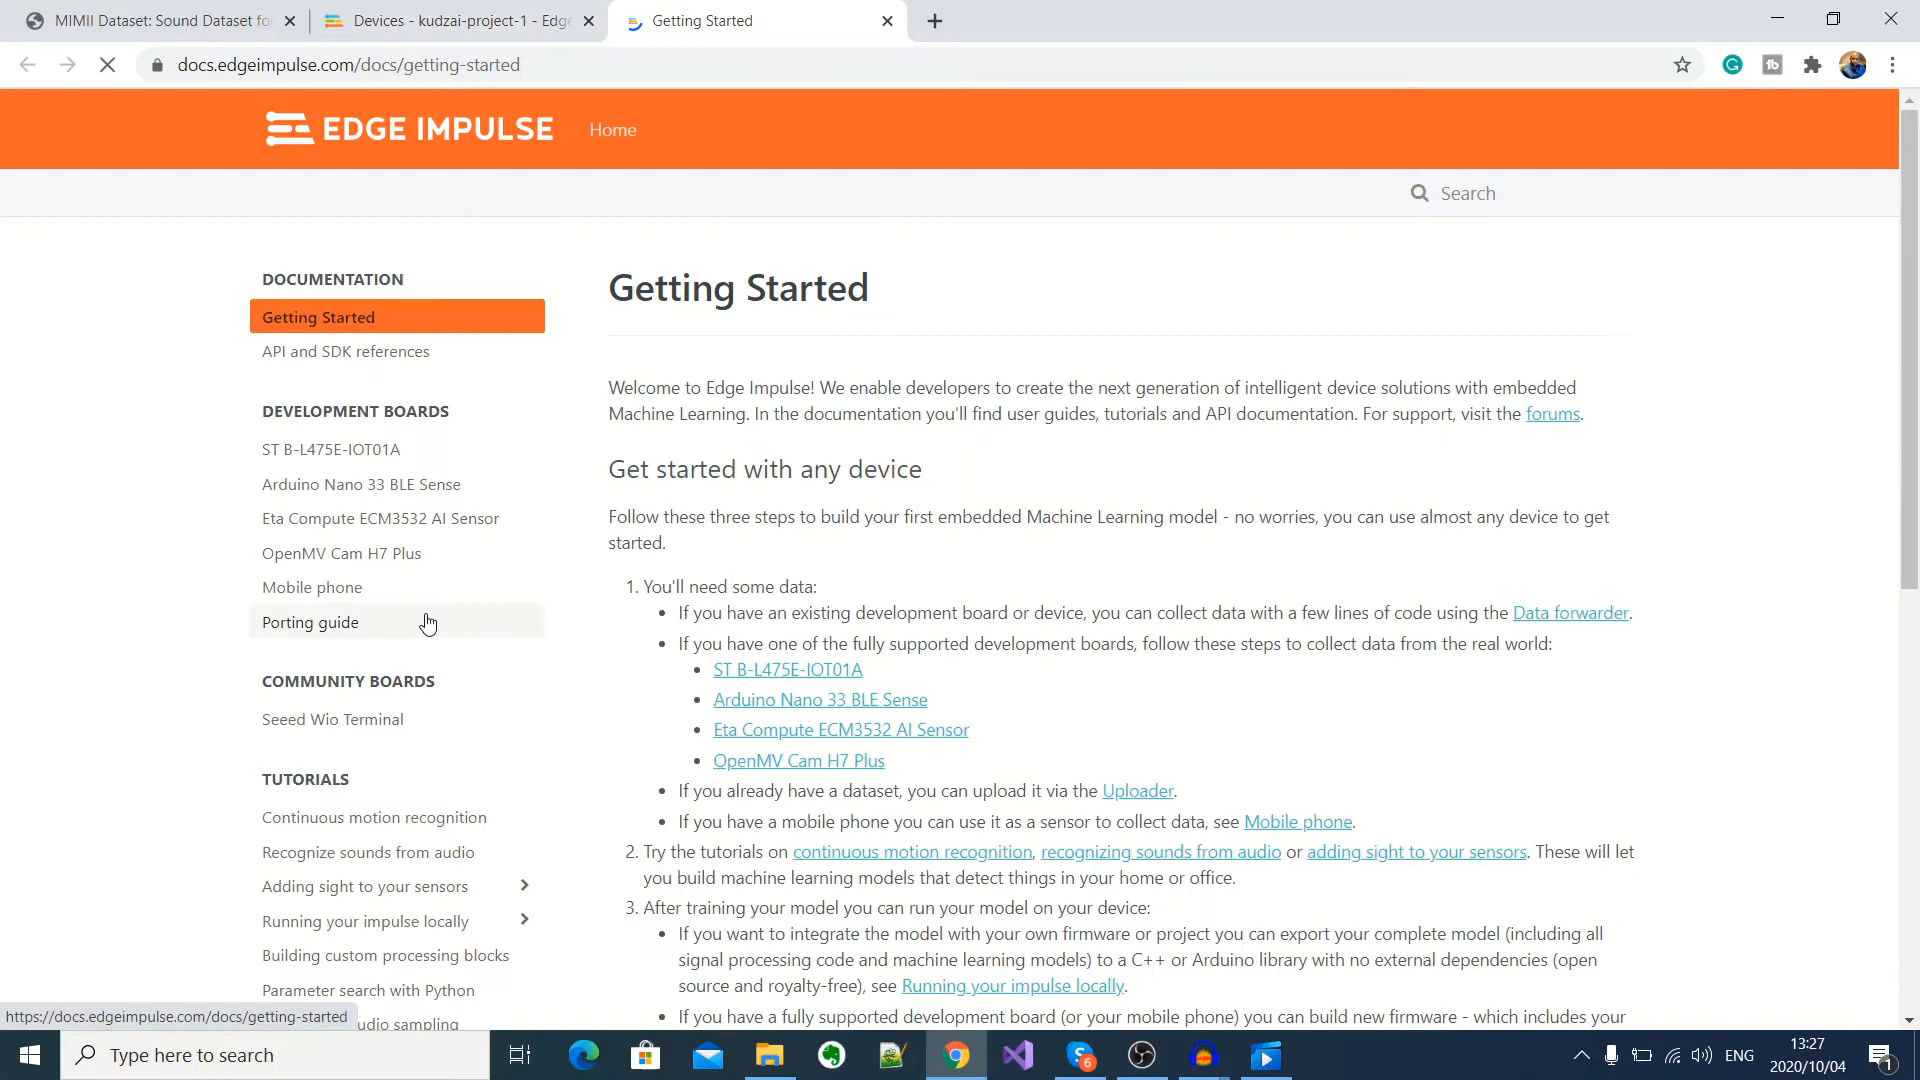 MIMII Dataset: Sound Dataset fo
Devices - kudzai-project-1 - Edge
Getting Started
docs.edgeimpulse.com/docs/getting-started
EDGE IMPULSE
Home
Search
DOCUMENTATION
Getting Started
API and SDK references
DEVELOPMENT BOARDS
ST B-L475E-IOT01A
Arduino Nano 33 BLE Sense
Eta Compute ECM3532 AI Sensor
OpenMV Cam H7 Plus
Mobile phone
Porting guide
COMMUNITY BOARDS
Seeed Wio Terminal
TUTORIALS
Continuous motion recognition
Recognize sounds from audio
Adding sight to your sensors
Running your impulse locally
Building custom processing blocks
Parameter search with Python
udio sampling
https://docs.edgeimpulse.com/docs/getting-started
Getting Started
Welcome to Edge Impulse! We enable developers to create the next generation of intelligent device solutions with embedded
Machine Learning. In the documentation you'll find user guides, tutorials and API documentation. For support, visit the forums.
Get started with any device
Follow these three steps to build your first embedded Machine Learning model - no worries, you can use almost any device to get
started.
1. You'll need some data:
• If you have an existing development board or device, you can collect data with a few lines of code using the Data forwarder.
• If you have one of the fully supported development boards, follow these steps to collect data from the real world:
• ST B-L475E-IOT01A
• Arduino Nano 33 BLE Sense
• Eta Compute ECM3532 AI Sensor
• OpenMV Cam H7 Plus
• If you already have a dataset, you can upload it via the Uploader.
• If you have a mobile phone you can use it as a sensor to collect data, see Mobile phone.
2. Try the tutorials on continuous motion recognition, recognizing sounds from audio or adding sight to your sensors. These will let
you build machine learning models that detect things in your home or office.
3. After training your model you can run your model on your device:
• If you want to integrate the model with your own firmware or project you can export your complete model (including all
signal processing code and machine learning models) to a C++ or Arduino library with no external dependencies (open
source and royalty-free), see Running your impulse locally.
• If you have a fully supported development board (or your mobile phone) you can build new firmware - which includes your
Type here to search
6
ENG
13:27
2020/10/04
1